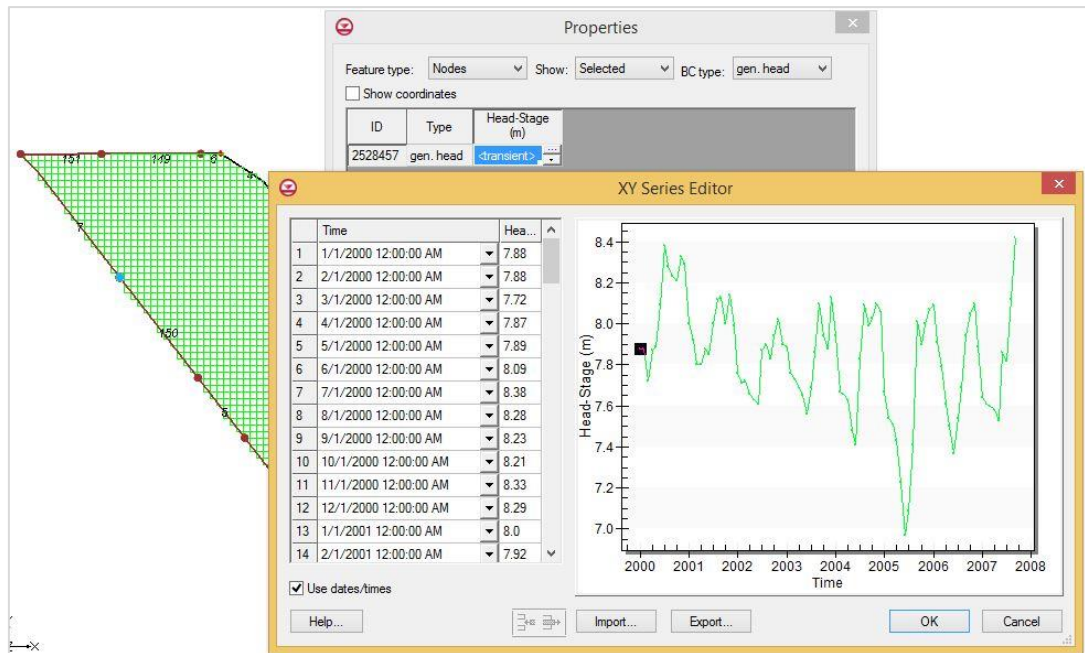 Properties
Feature type: Nodes Show: Selected BC type: gen. head
Show coordinates
ID Type Head-Stage (m)
2528457 gen. head <transient> ...
151 149 6
4
7
150
5
X
XY Series Editor
Time Hea...
1 1/1/2000 12:00:00 AM 7.88
2 2/1/2000 12:00:00 AM 7.88
3 3/1/2000 12:00:00 AM 7.72
4 4/1/2000 12:00:00 AM 7.87
5 5/1/2000 12:00:00 AM 7.89
6 6/1/2000 12:00:00 AM 8.09
7 7/1/2000 12:00:00 AM 8.38
8 8/1/2000 12:00:00 AM 8.28
9 9/1/2000 12:00:00 AM 8.23
10 10/1/2000 12:00:00 AM 8.21
11 11/1/2000 12:00:00 AM 8.33
12 12/1/2000 12:00:00 AM 8.29
13 1/1/2001 12:00:00 AM 8.0
14 2/1/2001 12:00:00 AM 7.92
Use dates/times
Head-Stage (m)
8.4
8.2
8.0
7.8
7.6
7.4
7.2
7.0
2000 2001 2002 2003 2004 2005 2006 2007 2008
Time
Help... Import... Export... OK Cancel